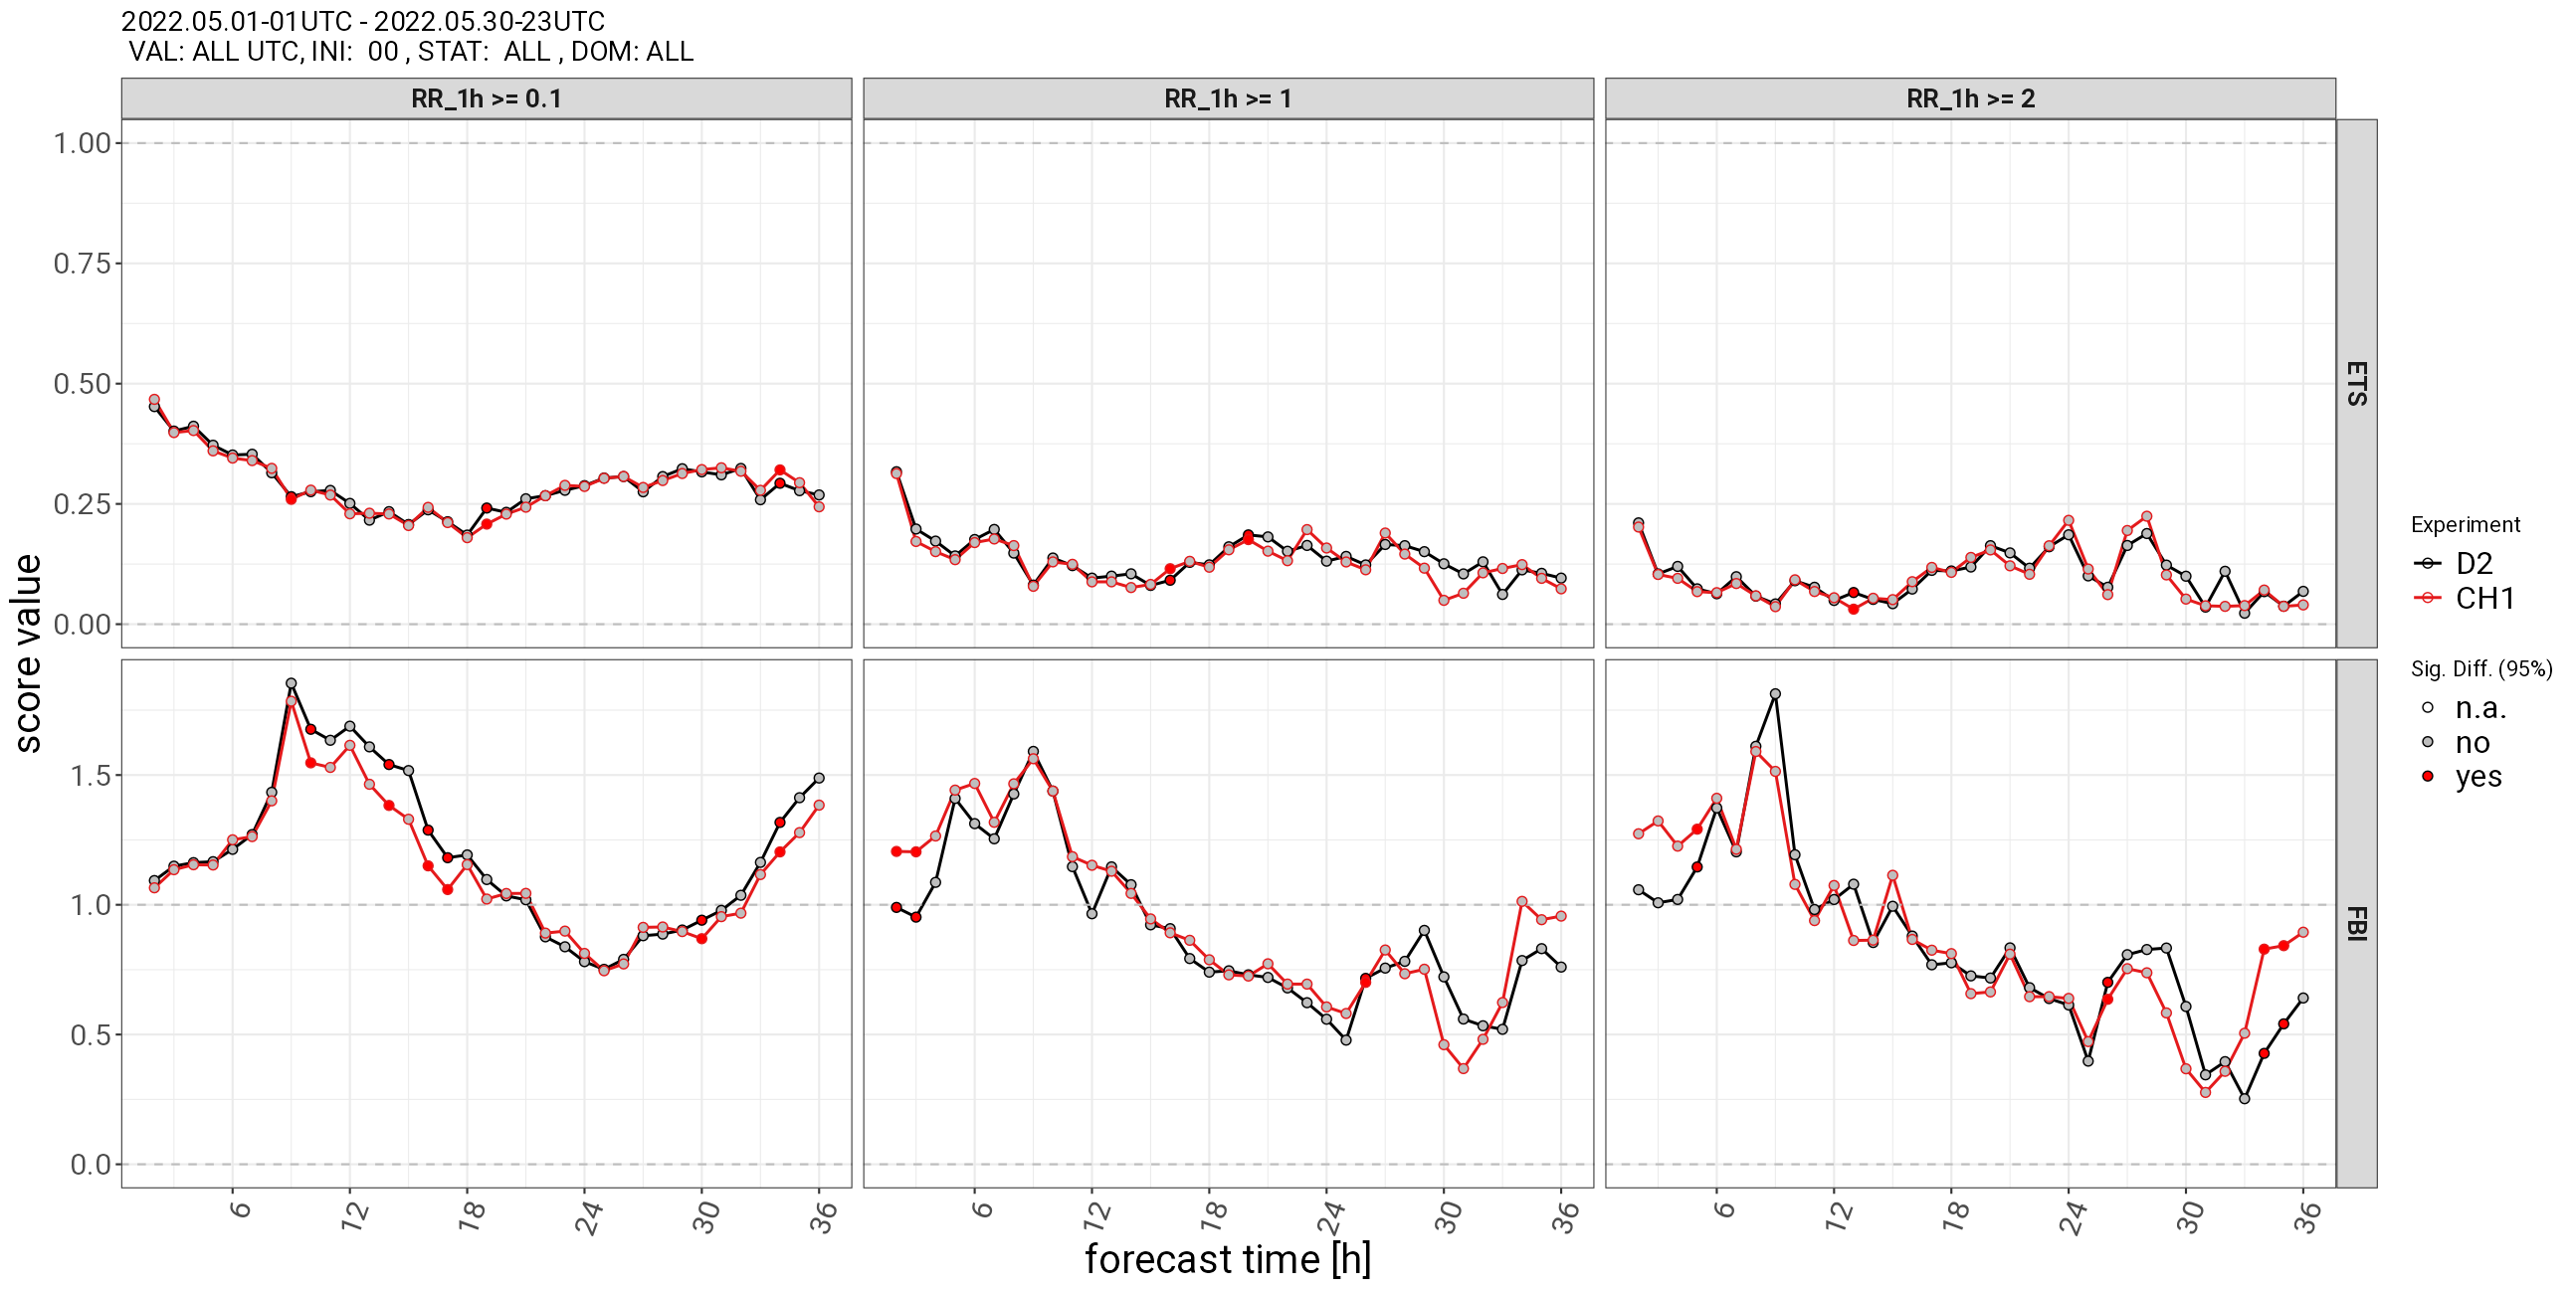 2022.05.01-01UTC - 2022.05.30-23UTC
VAL: ALL UTC, INI:  00 , STAT:  ALL , DOM: ALL
RR_1h >= 0.1
RR_1h >= 1
RR_1h >= 2
1.00
0.75
0.50
0.25
0.00
ETS
1.5
1.0
0.5
0.0
FBI
score value
6
12
18
24
30
36
6
12
18
24
30
36
6
12
18
24
30
36
forecast time [h]
Experiment
D2
CH1
Sig. Diff. (95%)
n.a.
no
yes